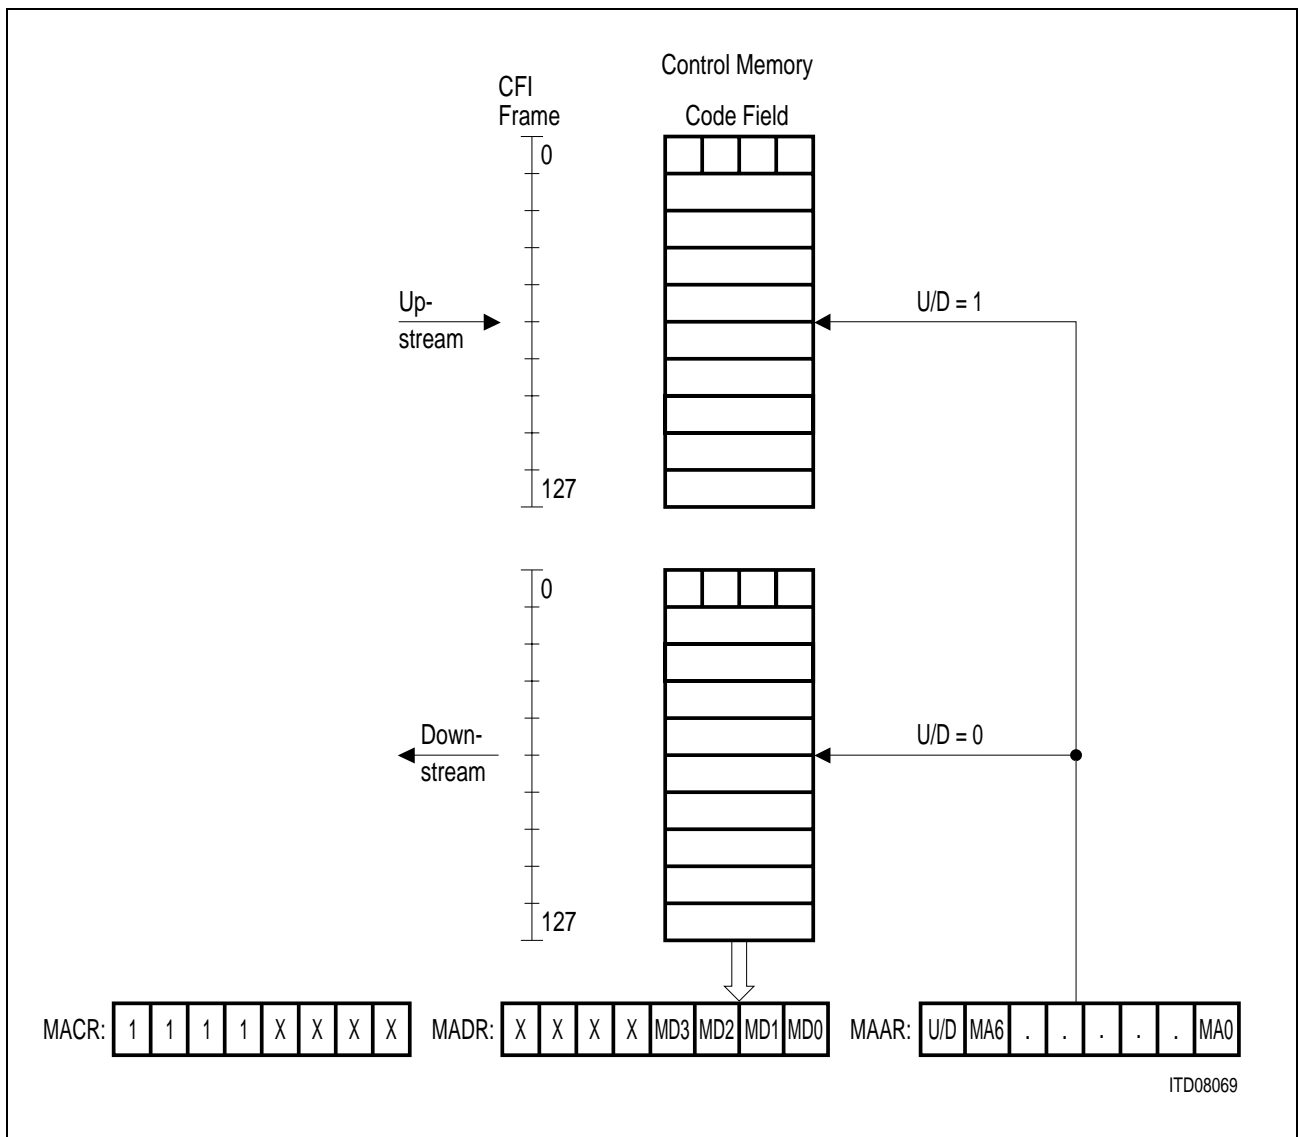 Control Memory
CFI
Frame
Code Field
0
Up-
stream
U/D = 1
127
0
Down-
stream
U/D = 0
127
MACR: 1 1 1 1 X X X X MADR: X X X X MD3 MD2 MD1 MD0 MAAR: U/D MA6 . . . . . MA0
ITD08069